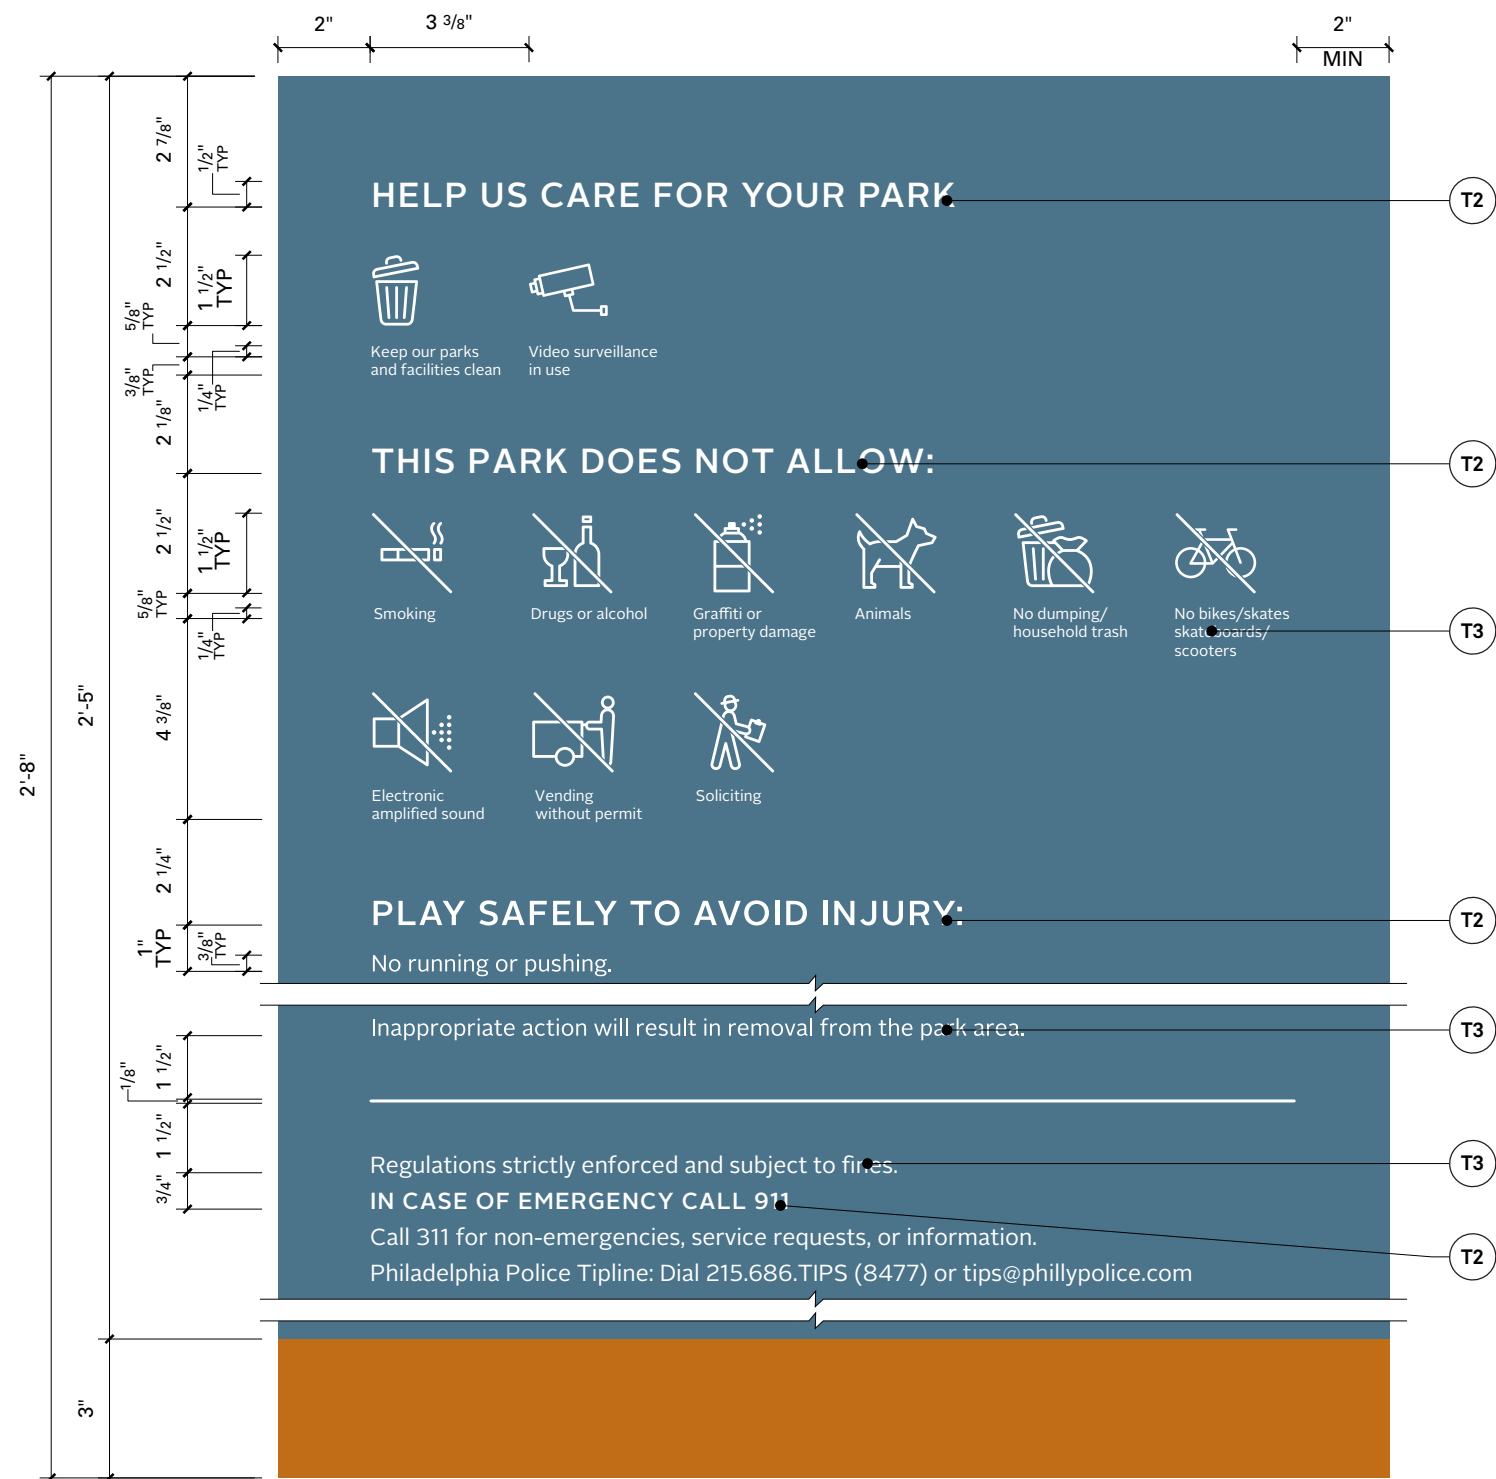 2"
3 3/8"
2"
MIN
2 7/8"
1/2"
TYP
HELP US CARE FOR YOUR PARK
T2
2 1/2"
1 1/2"
TYP
5/8"
TYP
Keep our parks
and facilities clean
Video surveillance
in use
3/8"
TYP
1/4"
TYP
2 1/8"
THIS PARK DOES NOT ALLOW:
T2
2 1/2"
1 1/2"
TYP
5/8"
TYP
1/4"
TYP
Smoking
Drugs or alcohol
Graffiti or
property damage
Animals
No dumping/
household trash
No bikes/skates
skateboards/
scooters
T3
2'-8"
2'-5"
4 3/8"
Electronic
amplified sound
Vending
without permit
Soliciting
2 1/4"
PLAY SAFELY TO AVOID INJURY:
T2
1"
TYP
3/8"
TYP
No running or pushing.
Inappropriate action will result in removal from the park area.
T3
1/8"
1 1/2"
1 1/2"
3/4"
Regulations strictly enforced and subject to fines.
T3
IN CASE OF EMERGENCY CALL 911
T2
Call 311 for non-emergencies, service requests, or information.
Philadelphia Police Tipline: Dial 215.686.TIPS (8477) or tips@phillypolice.com
3"